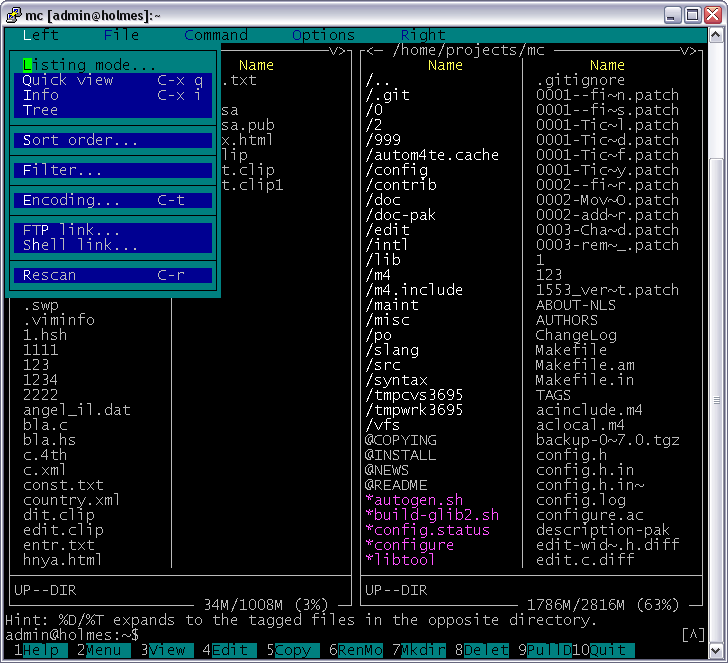 mc [admin@holmes]:~
Left File Command Options Right
v>
<— /home/projects/mc v>
Listing mode...
Quick view C-x q
Info C-x i
Tree
Sort order...
Filter...
Encoding... C-t
FTP link...
Shell link...
Rescan C-r
Name
.txt
sa
sa.pub
x.html
lip
t.clip
t.clip1
.swp
.viminfo
1.hsh
1111
123
1234
2222
angel_il.dat
bla.c
bla.hs
c.4th
c.xml
const.txt
country.xml
dit.clip
edit.clip
entr.txt
hnya.html
UP--DIR
34M/1008M (3%)
Name
/..
/.git
/0
/2
/999
/autom4te.cache
/config
/contrib
/doc
/doc-pak
/edit
/intl
/lib
/m4
/m4.include
/maint
/misc
/po
/slang
/src
/syntax
/tmpcvs3695
/tmpwrk3695
/vfs
@COPYING
@INSTALL
@NEWS
@README
*autogen.sh
*build-glib2.sh
*config.status
*configure
*libtool
Name
.gitignore
0001--fi~n.patch
0001--fi~s.patch
0001-Tic~l.patch
0001-Tic~d.patch
0001-Tic~f.patch
0001-Tic~y.patch
0002--fi~r.patch
0002-Mov~O.patch
0002-add~r.patch
0003-Cha~d.patch
0003-rem~_.patch
1
123
1553_ver~t.patch
ABOUT-NLS
AUTHORS
ChangeLog
Makefile
Makefile.am
Makefile.in
TAGS
acinclude.m4
aclocal.m4
backup-0~7.0.tgz
config.h
config.h.in
config.h.in~
config.log
configure.ac
description-pak
edit-wid~.h.diff
edit.c.diff
UP--DIR
1786M/2816M (63%)
Hint: %D/%T expands to the tagged files in the opposite directory.
admin@holmes:~$ [^]
1Help 2Menu 3View 4Edit 5Copy 6RenMo 7Mkdir 8Delet 9PullD 10Quit